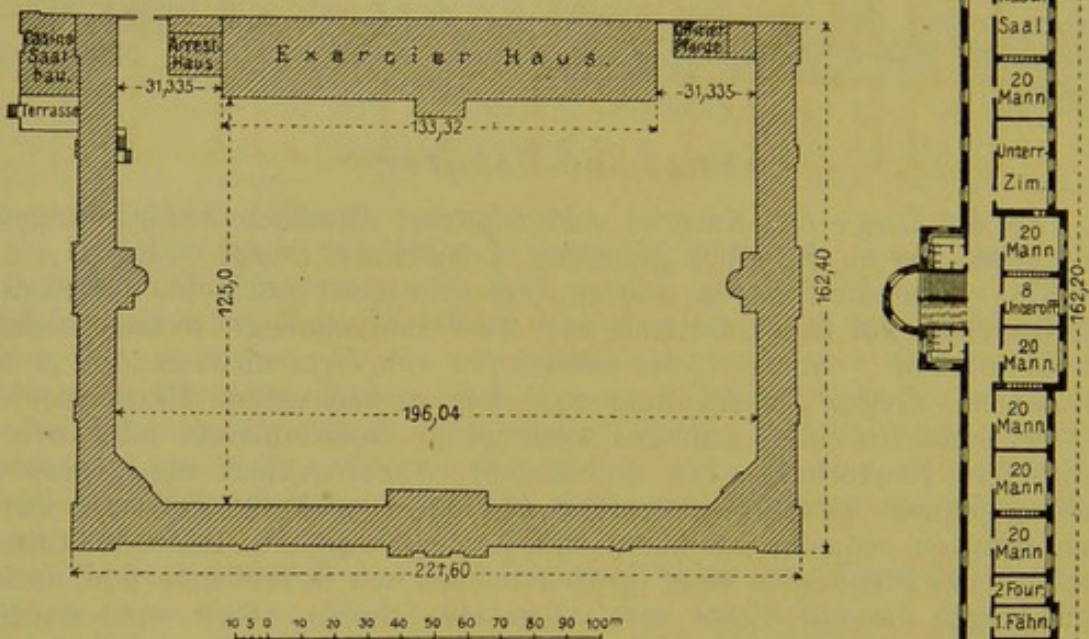 Casino
Saal
bau.
Terrasse
Arrest
Haus
Exercier Haus.
Offizier
Pferde
31,335
31,335
133,32
125,0
162,40
196,04
221,60
10 5 0 10 20 30 40 50 60 70 80 90 100m
Saal.
20
Mann
Unterr-
Zim.
20
Mann
8
Unteroff
20
Mann
20
Mann
20
Mann
20
Mann
2 Four.
1.Fähn.
162,20